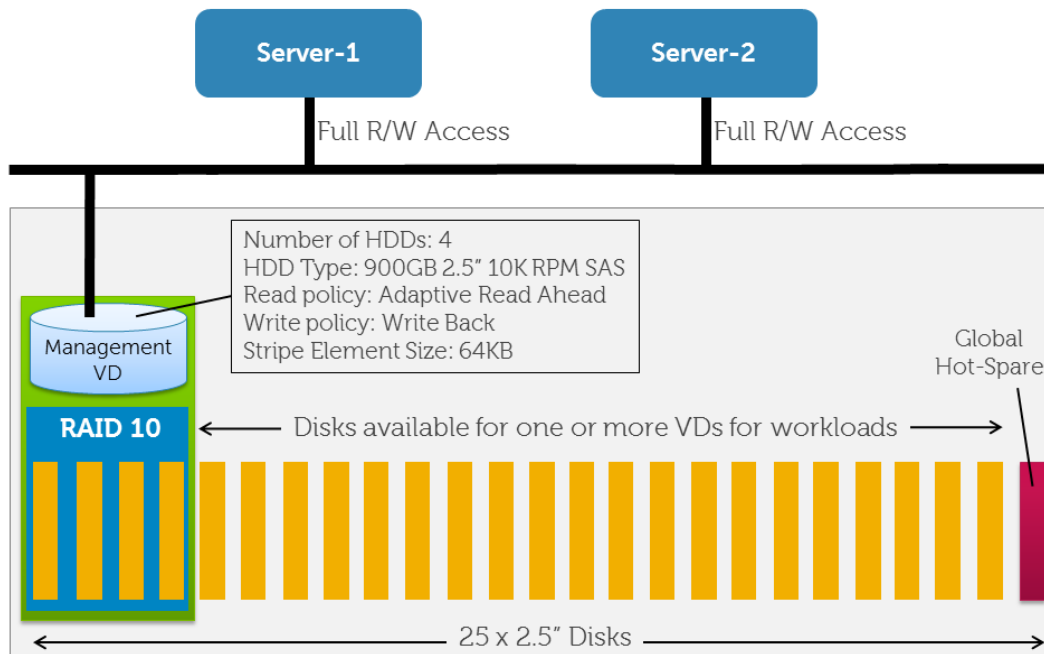 Server-1
Server-2
Full R/W Access
Full R/W Access
Number of HDDs: 4
HDD Type: 900GB 2.5” 10K RPM SAS
Read policy: Adaptive Read Ahead
Write policy: Write Back
Stripe Element Size: 64KB
Management
VD
Global
Hot-Spare
RAID 10
Disks available for one or more VDs for workloads
25 x 2.5” Disks